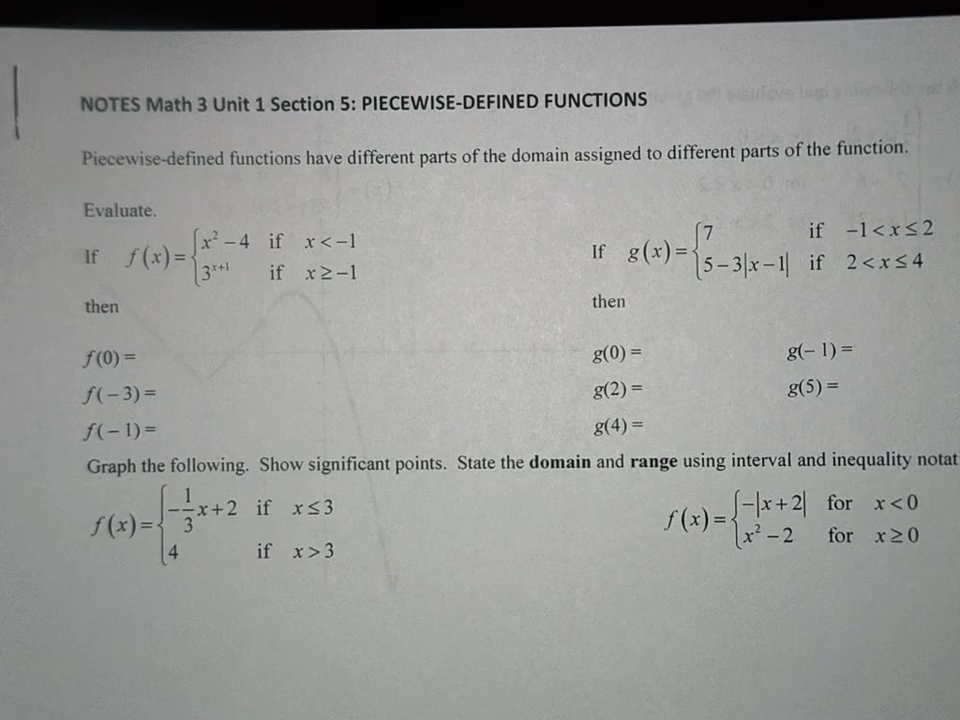 NOTES Math 3 Unit 1 Section 5: PIECEWISE-DEFINED FUNCTIONS
Piecewise-defined functions have different parts of the domain assigned to different parts of the function.
Evaluate.
If f(x) = { x² − 4 if x < −1
3ˣ⁺¹ if x ≥ −1
then
f(0) =
f(− 3) =
f(− 1) =
If g(x) = { 7 if −1 < x ≤ 2
5 − 3|x − 1| if 2 < x ≤ 4
then
g(0) = g(− 1) =
g(2) = g(5) =
g(4) =
Graph the following. Show significant points. State the domain and range using interval and inequality notat
f(x) = { −1/3 x + 2 if x ≤ 3
4 if x > 3
f(x) = { −|x + 2| for x < 0
x² − 2 for x ≥ 0